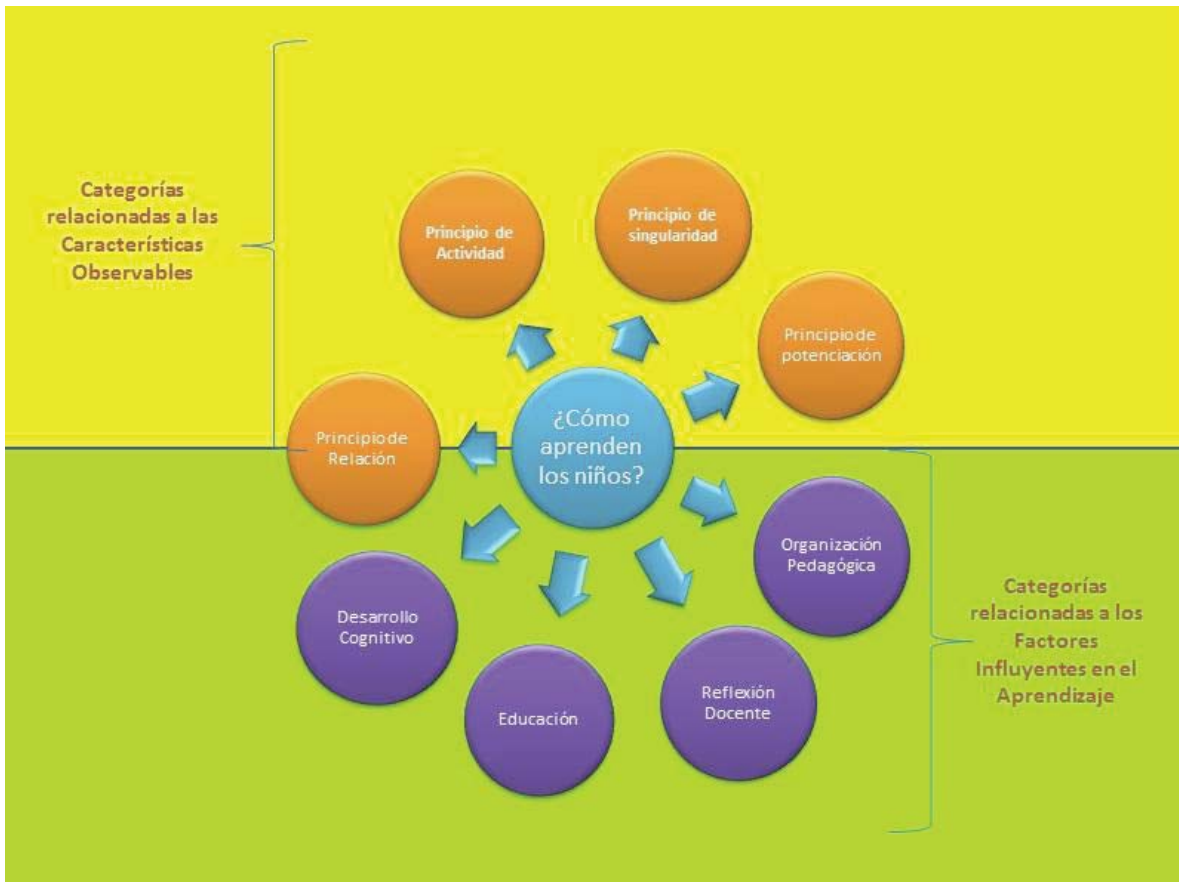 Categorías
relacionadas a las
Características
Observables
Principio de
Actividad
Principio de
singularidad
Principio de
potenciación
Principio de
Relación
¿Cómo
aprenden
los niños?
Organización
Pedagógica
Desarrollo
Cognitivo
Educación
Reflexión
Docente
Categorías
relacionadas a los
Factores
Influyentes en el
Aprendizaje